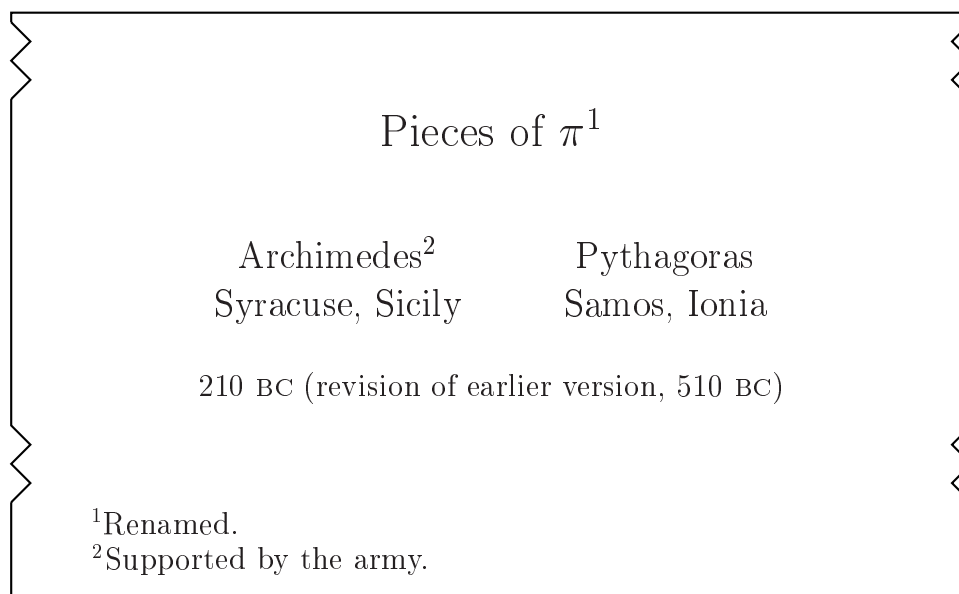 Pieces of π¹
Archimedes² Pythagoras
Syracuse, Sicily Samos, Ionia
210 BC (revision of earlier version, 510 BC)
¹Renamed.
²Supported by the army.